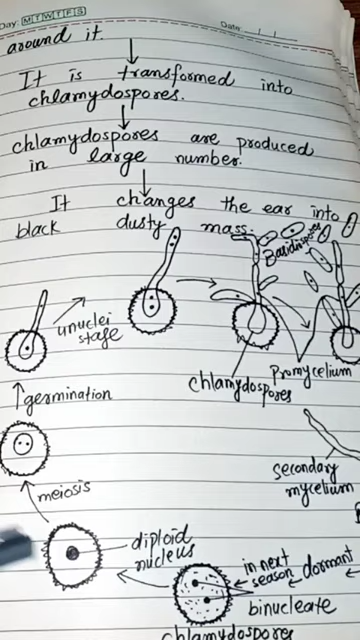 Day: M T W T F S
Date: / /
around it.
It is transformed into
chlamydospores.
chlamydospores are produced
in large number.
It changes the ear into
black dusty mass.
Basidiospores
unuclei
stage
chlamydospores
promycelium
germination
secondary
mycelium
meiosis
diploid
nucleus
in next
season
dormant
binucleate
chlamydospores